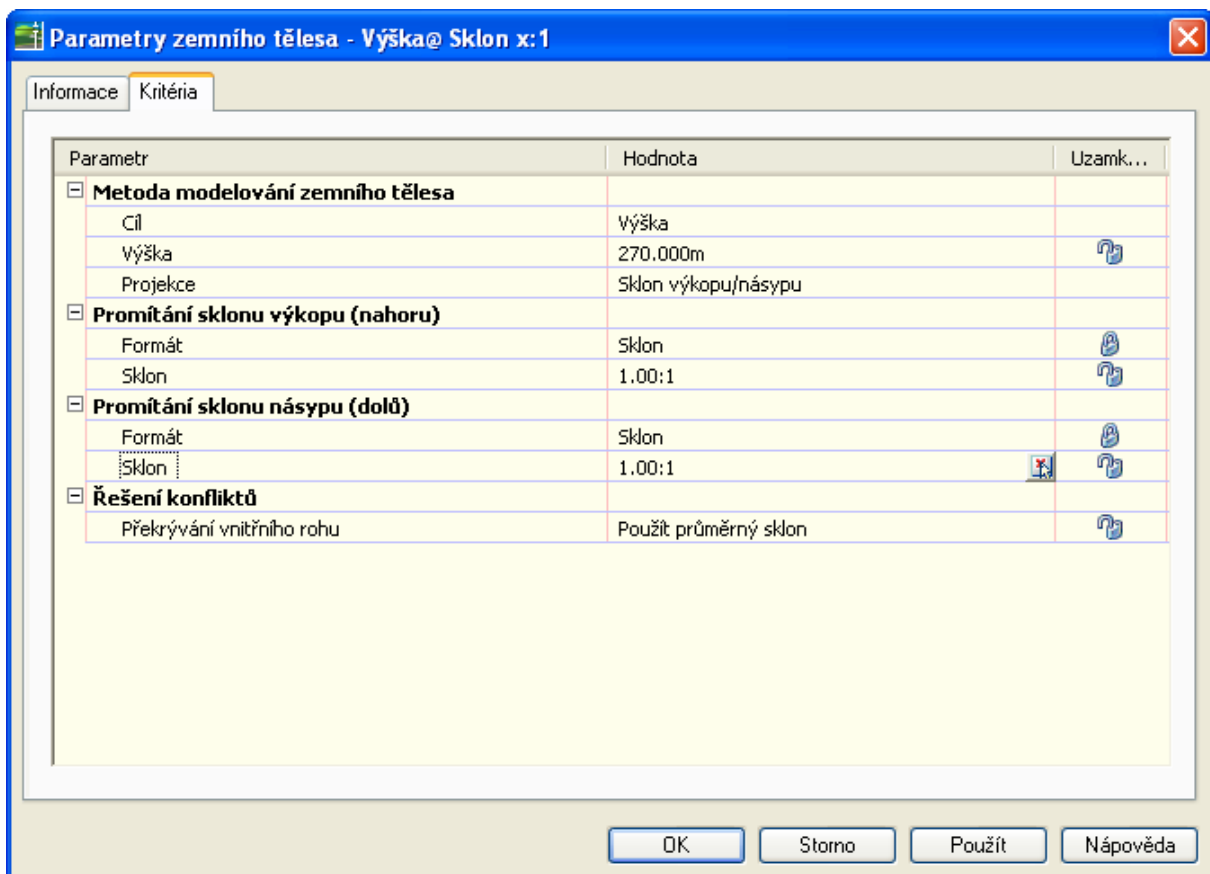 Parametry zemního tělesa - Výška@ Sklon x:1
Informace Kritéria
Parametr Hodnota Uzamk...
Metoda modelování zemního tělesa
Cíl Výška
Výška 270.000m
Projekce Sklon výkopu/násypu
Promítání sklonu výkopu (nahoru)
Formát Sklon
Sklon 1.00:1
Promítání sklonu násypu (dolů)
Formát Sklon
Sklon 1.00:1
Řešení konfliktů
Překrývání vnitřního rohu Použít průměrný sklon
OK Storno Použít Nápověda